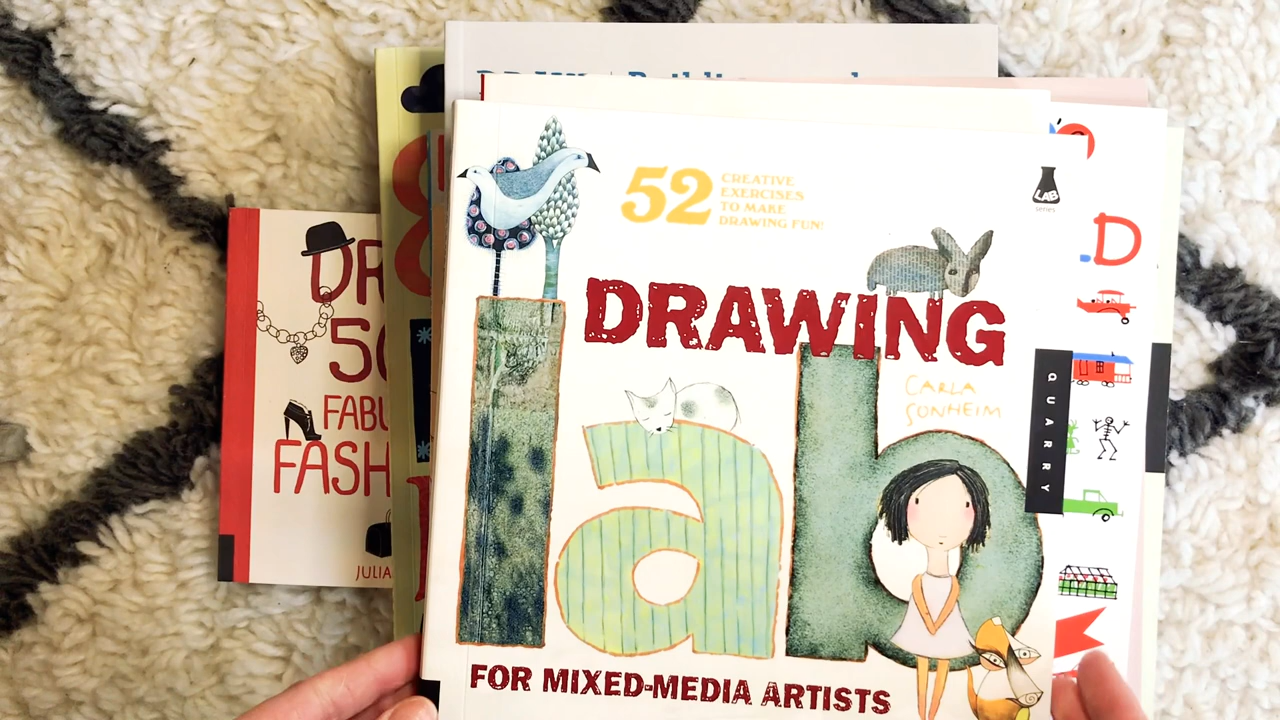 52
CREATIVE
EXERCISES
TO MAKE
DRAWING FUN!
LAB
series
DRAWING
lab
CARLA
SONHEIM
QUARRY
FOR MIXED-MEDIA ARTISTS
DR
50
FABU
FASH
JULIA
D